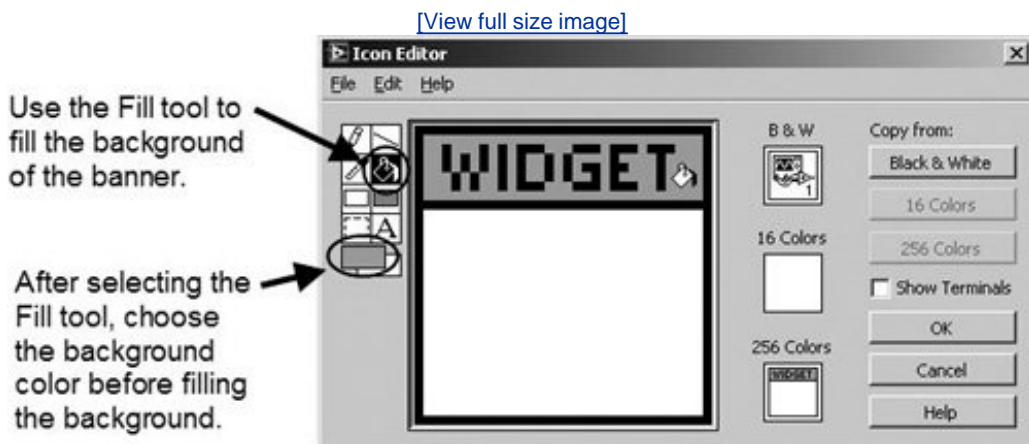 [View full size image]
Icon Editor
File Edit Help
Use the Fill tool to
fill the background
of the banner.
After selecting the
Fill tool, choose
the background
color before filling
the background.
A
WIDGET
B & W
1
16 Colors
256 Colors
WIDGET
Copy from:
Black & White
16 Colors
256 Colors
Show Terminals
OK
Cancel
Help